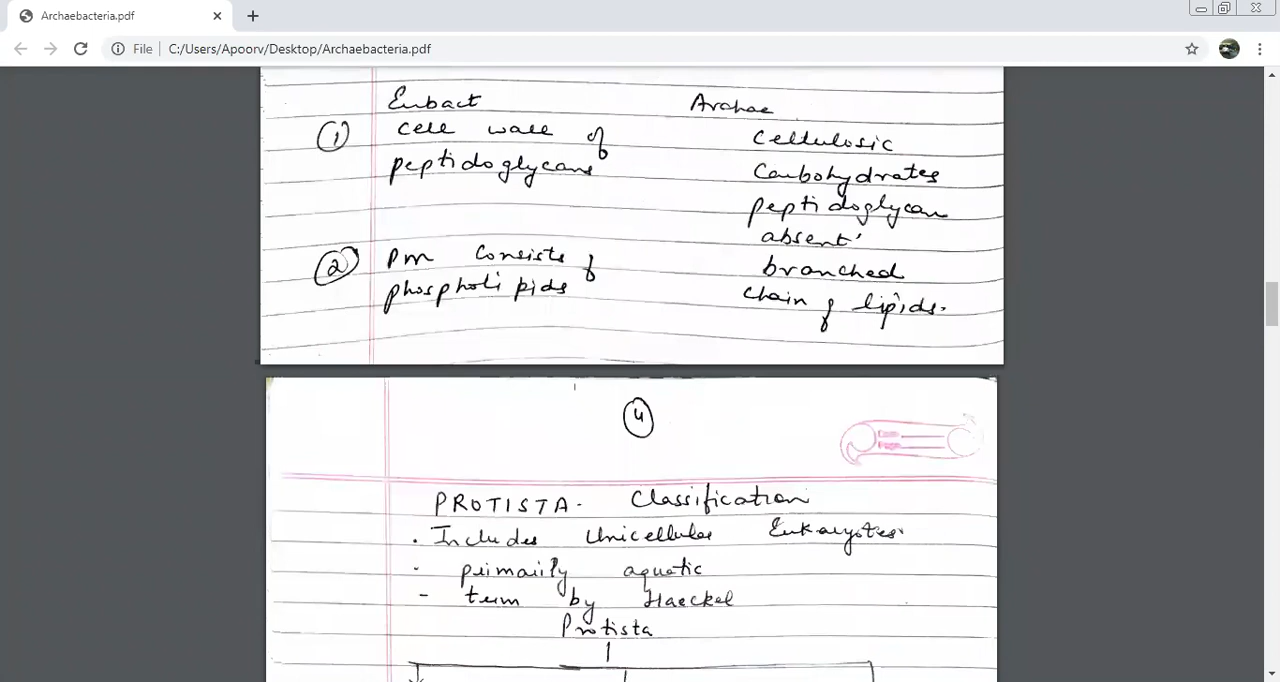 Archaebacteria.pdf
File | C:/Users/Apoorv/Desktop/Archaebacteria.pdf
Eubact Archae
1 Cell wall of Cellulosic
peptidoglycans Carbohydrates
peptidoglycan
absent
2 PM consists of branched
phospholipids chain of lipids.
4
PROTISTA - Classification
. Includes Unicellular Eukaryotes.
- primarily aquatic
- term by Haeckel
Protista